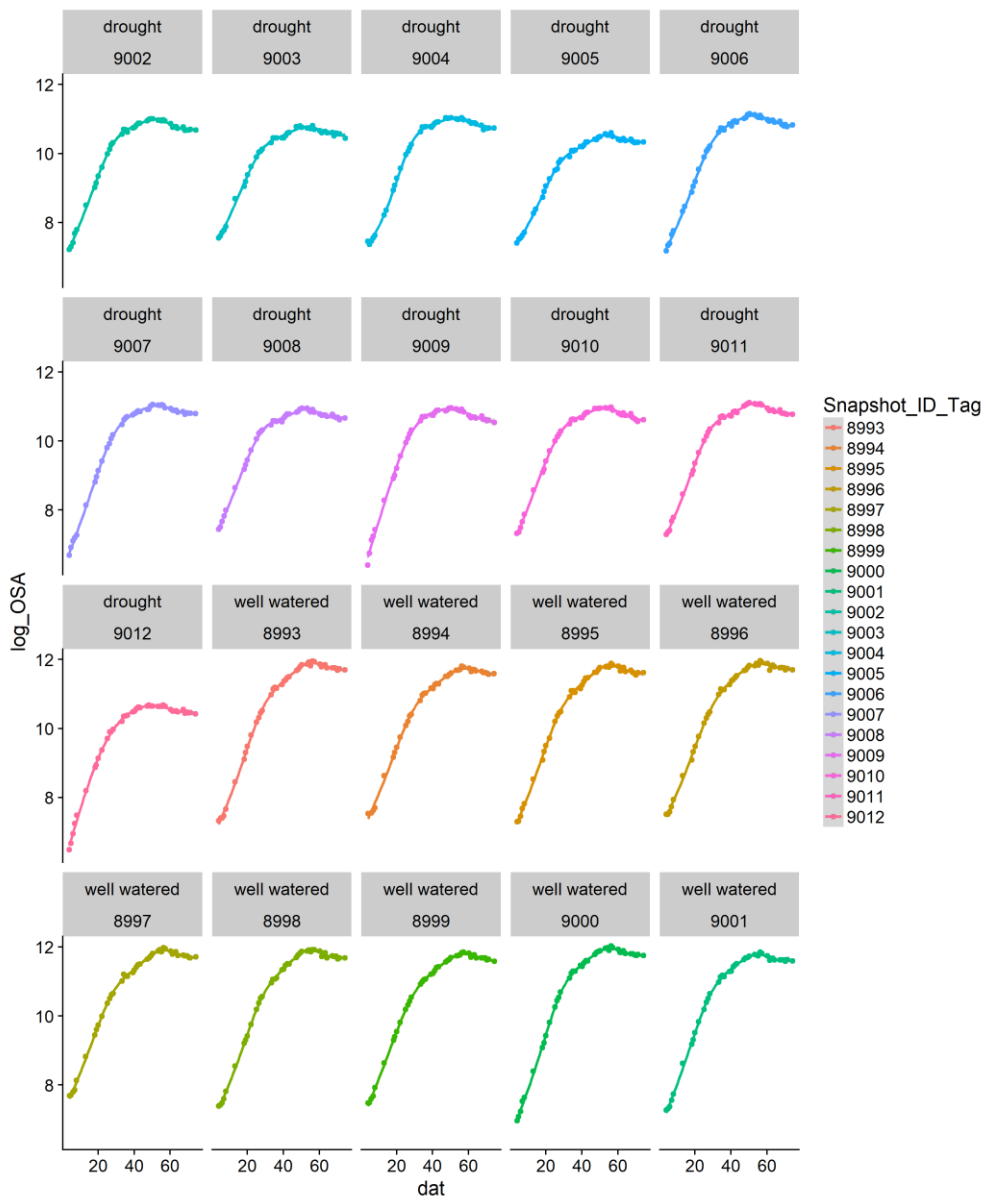 drought drought drought drought drought
9002 9003 9004 9005 9006
12
10
8
drought drought drought drought drought
9007 9008 9009 9010 9011
12
10
8
drought well watered well watered well watered well watered
9012 8993 8994 8995 8996
12
10
8
well watered well watered well watered well watered well watered
8997 8998 8999 9000 9001
12
10
8
20 40 60 20 40 60 20 40 60 20 40 60 20 40 60
dat
log_OSA
Snapshot_ID_Tag
8993
8994
8995
8996
8997
8998
8999
9000
9001
9002
9003
9004
9005
9006
9007
9008
9009
9010
9011
9012